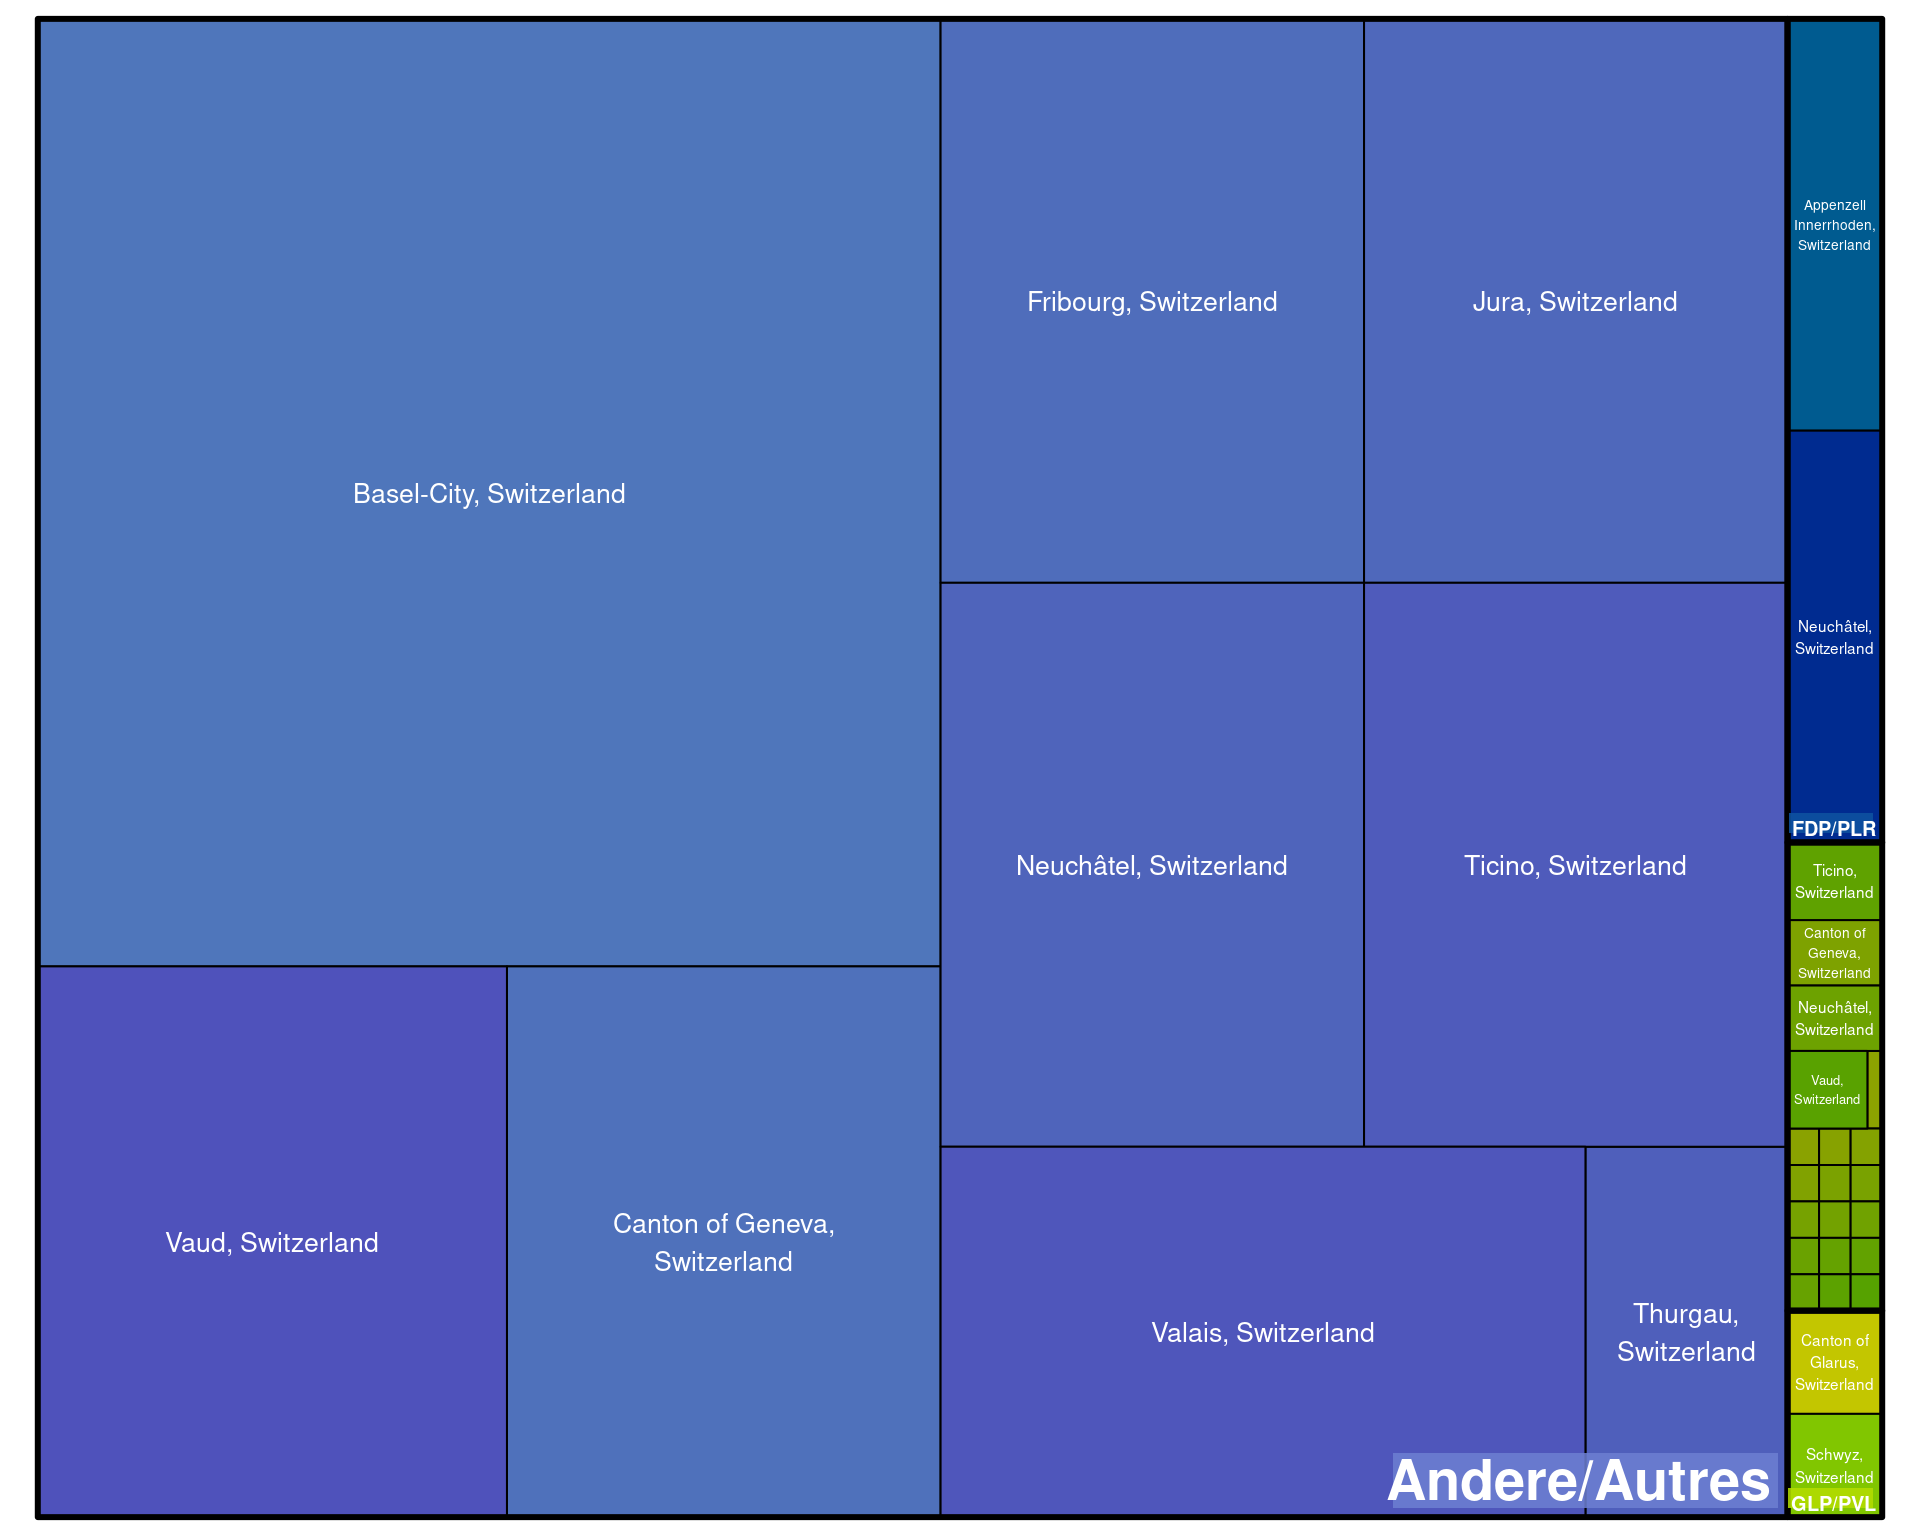 Basel-City, Switzerland
Fribourg, Switzerland
Jura, Switzerland
Neuchâtel, Switzerland
Ticino, Switzerland
Vaud, Switzerland
Canton of Geneva,
Switzerland
Valais, Switzerland
Thurgau,
Switzerland
Andere/Autres
Appenzell
Innerrhoden,
Switzerland
Neuchâtel,
Switzerland
FDP/PLR
Ticino,
Switzerland
Canton of
Geneva,
Switzerland
Neuchâtel,
Switzerland
Vaud,
Switzerland
Canton of
Glarus,
Switzerland
Schwyz,
Switzerland
GLP/PVL